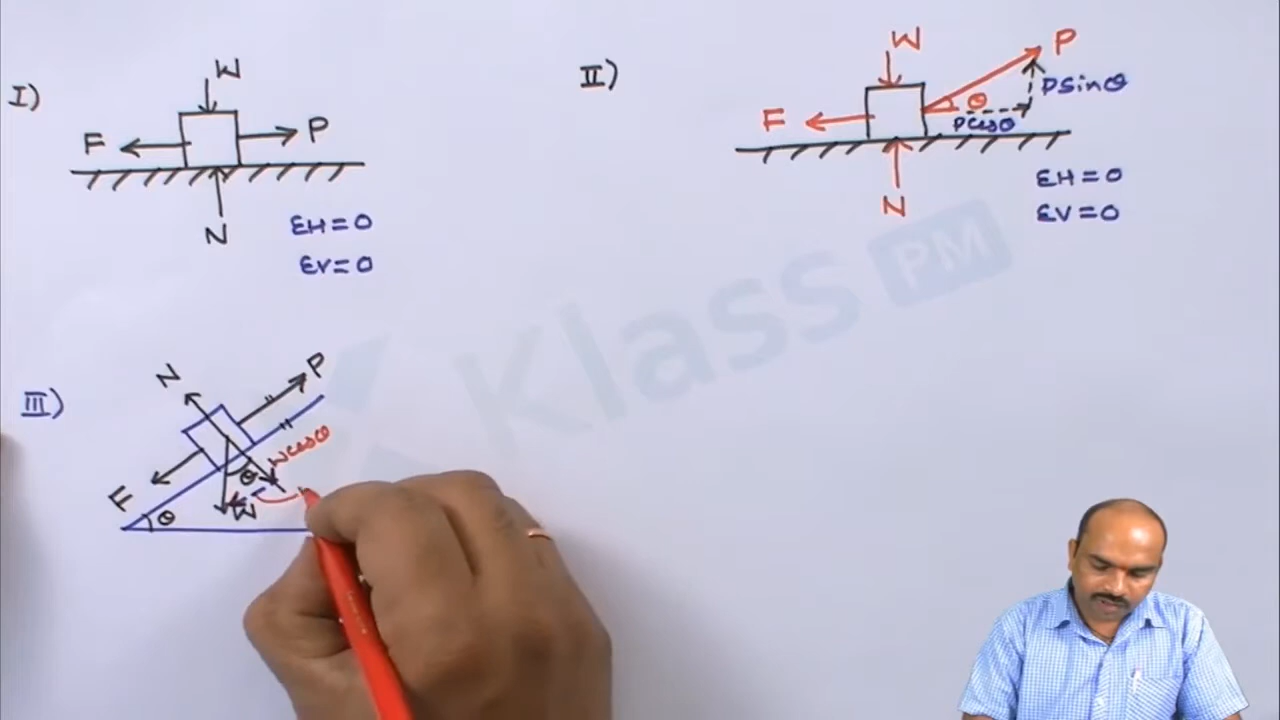 I)
W
F
P
N
ΣH=0
ΣV=0
II)
W
P
F
θ
Psinθ
Pcosθ
N
ΣH=0
ΣV=0
III)
N
P
F
θ
θ
Wcosθ
W
Klass PM